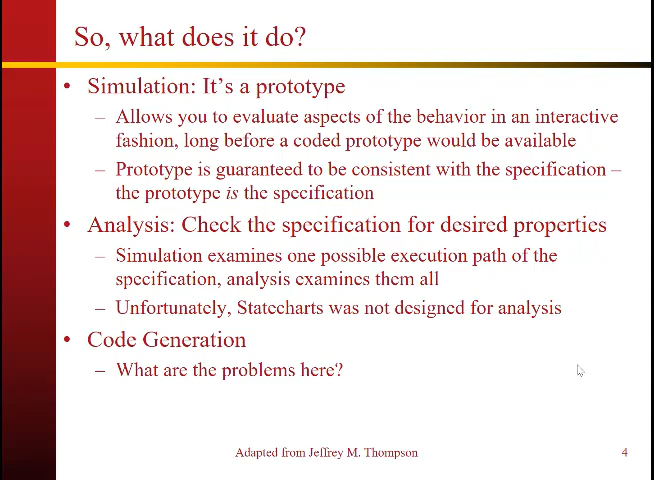 So, what does it do?
• Simulation: It's a prototype
– Allows you to evaluate aspects of the behavior in an interactive
fashion, long before a coded prototype would be available
– Prototype is guaranteed to be consistent with the specification –
the prototype is the specification
• Analysis: Check the specification for desired properties
– Simulation examines one possible execution path of the
specification, analysis examines them all
– Unfortunately, Statecharts was not designed for analysis
• Code Generation
– What are the problems here?
Adapted from Jeffrey M. Thompson
4